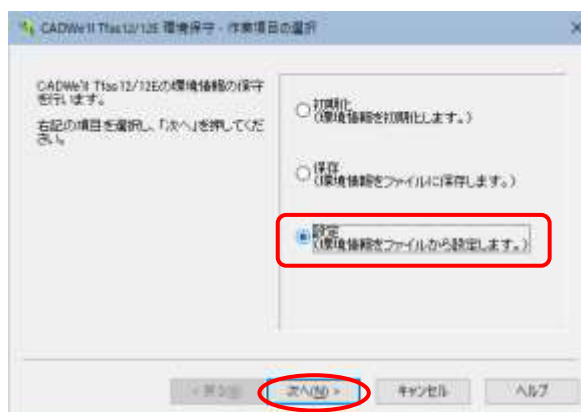 CADWe'll Tfas12/12E 環境保守 - 作業項目の選択
CADWe'll Tfas12/12Eの環境情報の保守
を行います。
右記の項目を選択し、「次へ」を押してくだ
さい。
初期化
(環境情報を初期化します。)
保存
(環境情報をファイルに保存します。)
設定
(環境情報をファイルから設定します。)
< 戻る(B)
次へ(N) >
キャンセル
ヘルプ